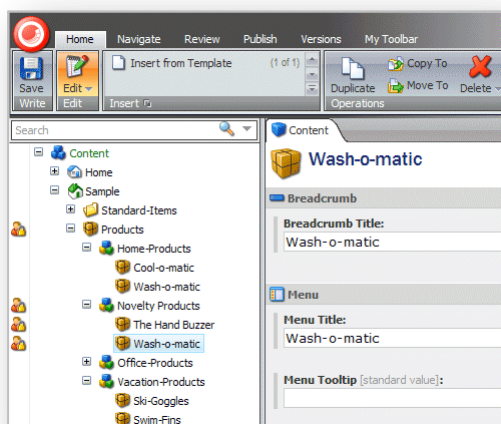 Home Navigate Review Publish Versions My Toolbar
Save
Write
Edit
Edit
Insert from Template (1 of 1)
Insert
Duplicate
Copy To
Move To
Delete
Operations
Search
Content
Home
Sample
Standard-Items
Products
Home-Products
Cool-o-matic
Wash-o-matic
Novelty Products
The Hand Buzzer
Wash-o-matic
Office-Products
Vacation-Products
Ski-Goggles
Swim-Fins
Content
Wash-o-matic
Breadcrumb
Breadcrumb Title:
Wash-o-matic
Menu
Menu Title:
Wash-o-matic
Menu Tooltip [standard value]: